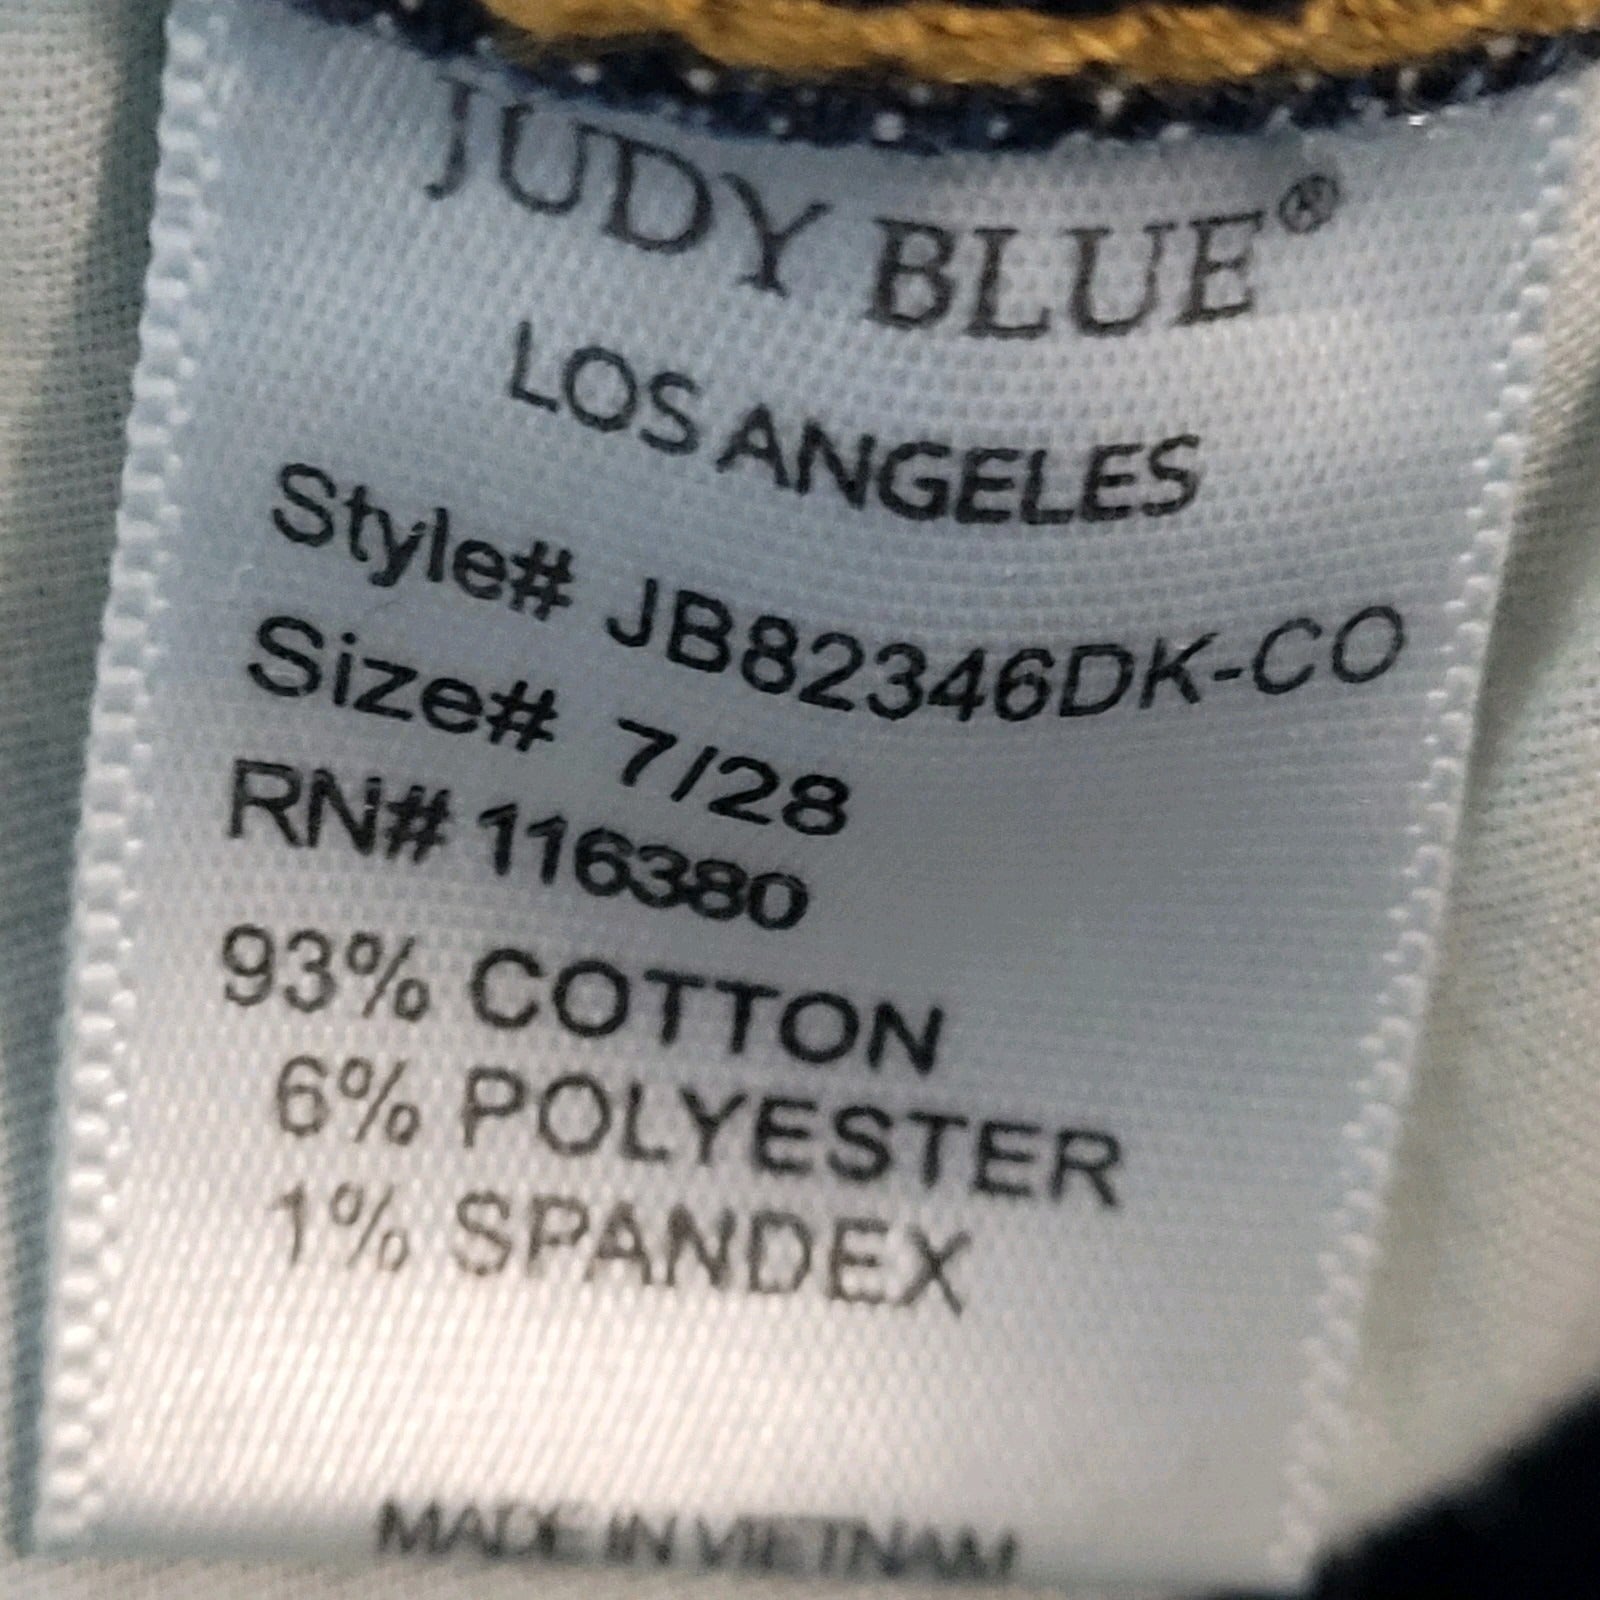 JUDY BLUE®
LOS ANGELES
Style# JB82346DK-CO
Size# 7/28
RN# 116380
93% COTTON
6% POLYESTER
1% SPANDEX
MADE IN VIETNAM